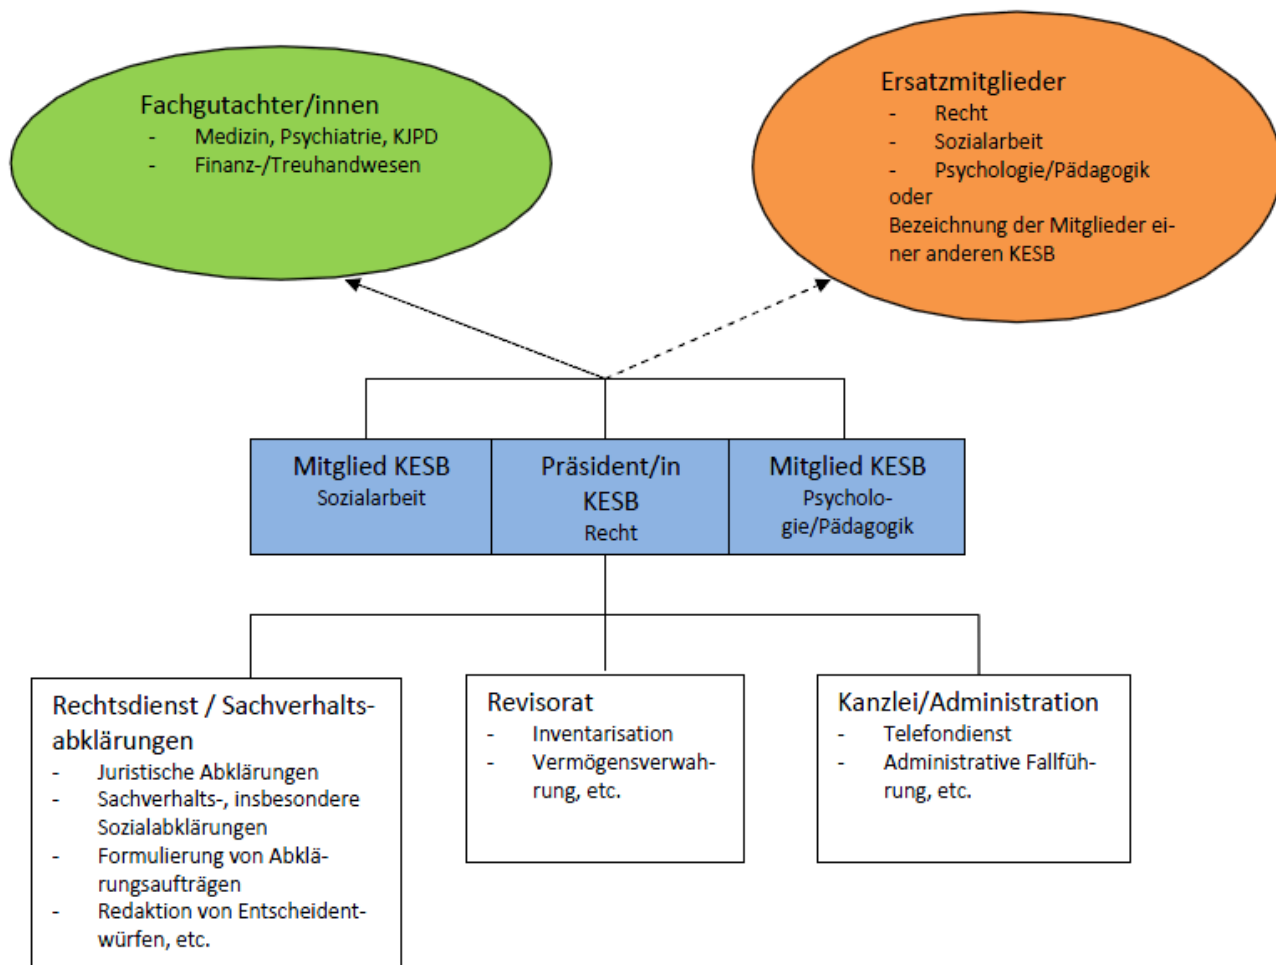 Fachgutachter/innen
- Medizin, Psychiatrie, KJPD
- Finanz-/Treuhandwesen
Ersatzmitglieder
- Recht
- Sozialarbeit
- Psychologie/Pädagogik
oder
Bezeichnung der Mitglieder ei-
ner anderen KESB
Mitglied KESB
Sozialarbeit
Präsident/in
KESB
Recht
Mitglied KESB
Psycholo-
gie/Pädagogik
Rechtsdienst / Sachverhalts-
abklärungen
- Juristische Abklärungen
- Sachverhalts-, insbesondere
Sozialabklärungen
- Formulierung von Abklä-
rungsaufträgen
- Redaktion von Entscheident-
würfen, etc.
Revisorat
- Inventarisation
- Vermögensverwah-
rung, etc.
Kanzlei/Administration
- Telefondienst
- Administrative Fallfüh-
rung, etc.